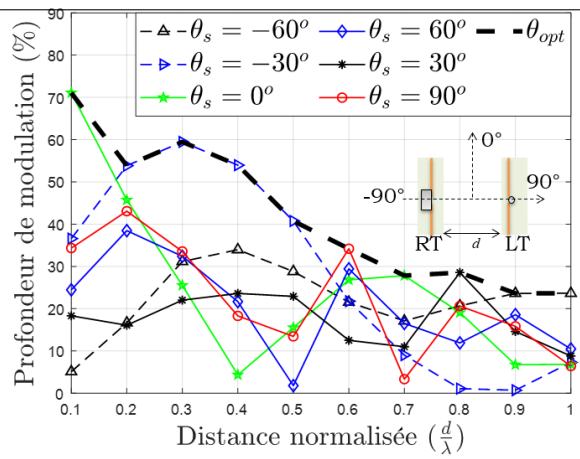 Profondeur de modulation (%)
90
80
70
60
50
40
30
20
10
0
θs = −60° θs = 60° θopt
θs = −30° θs = 30°
θs = 0° θs = 90°
0°
-90° 90°
RT d LT
0.1 0.2 0.3 0.4 0.5 0.6 0.7 0.8 0.9 1
Distance normalisée (d/λ)